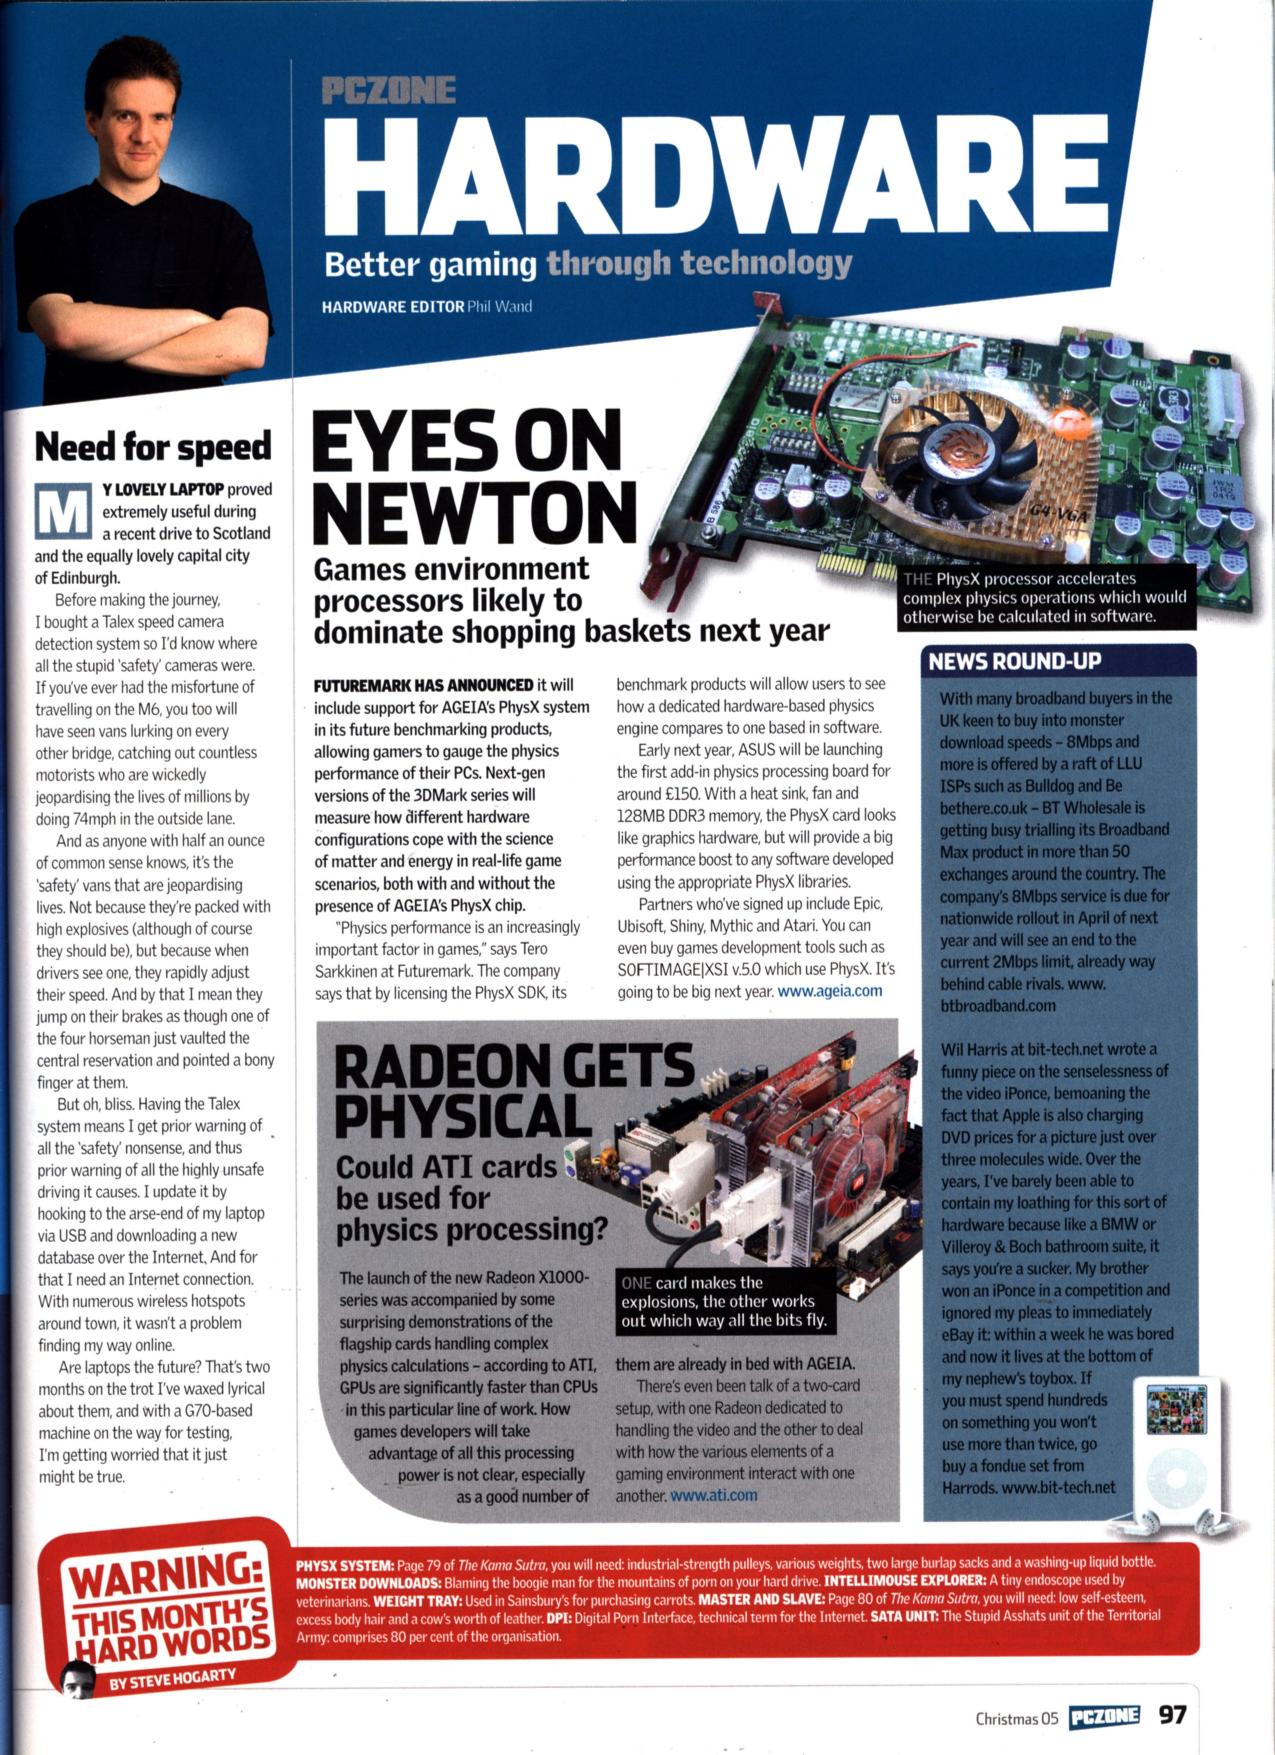 PCZONE
HARDWARE
Better gaming through technology
HARDWARE EDITOR Phil Wand
Need for speed
MY LOVELY LAPTOP proved
extremely useful during
a recent drive to Scotland
and the equally lovely capital city
of Edinburgh.
Before making the journey,
I bought a Talex speed camera
detection system so I'd know where
all the stupid 'safety' cameras were.
If you've ever had the misfortune of
travelling on the M6, you too will
have seen vans lurking on every
other bridge, catching out countless
motorists who are wickedly
jeopardising the lives of millions by
doing 74mph in the outside lane.
And as anyone with half an ounce
of common sense knows, it's the
'safety' vans that are jeopardising
lives. Not because they're packed with
high explosives (although of course
they should be), but because when
drivers see one, they rapidly adjust
their speed. And by that I mean they
jump on their brakes as though one of
the four horseman just vaulted the
central reservation and pointed a bony
finger at them.
But oh, bliss. Having the Talex
system means I get prior warning of
all the 'safety' nonsense, and thus
prior warning of all the highly unsafe
driving it causes. I update it by
hooking to the arse-end of my laptop
via USB and downloading a new
database over the Internet. And for
that I need an Internet connection.
With numerous wireless hotspots
around town, it wasn't a problem
finding my way online.
Are laptops the future? That's two
months on the trot I've waxed lyrical
about them, and with a G70-based
machine on the way for testing,
I'm getting worried that it just
might be true.
EYES ON
NEWTON
Games environment
processors likely to
dominate shopping baskets next year
FUTUREMARK HAS ANNOUNCED it will
include support for AGEIA's PhysX system
in its future benchmarking products,
allowing gamers to gauge the physics
performance of their PCs. Next-gen
versions of the 3DMark series will
measure how different hardware
configurations cope with the science
of matter and energy in real-life game
scenarios, both with and without the
presence of AGEIA's PhysX chip.
"Physics performance is an increasingly
important factor in games," says Tero
Sarkkinen at Futuremark. The company
says that by licensing the PhysX SDK, its
benchmark products will allow users to see
how a dedicated hardware-based physics
engine compares to one based in software.
Early next year, ASUS will be launching
the first add-in physics processing board for
around £150. With a heat sink, fan and
128MB DDR3 memory, the PhysX card looks
like graphics hardware, but will provide a big
performance boost to any software developed
using the appropriate PhysX libraries.
Partners who've signed up include Epic,
Ubisoft, Shiny, Mythic and Atari. You can
even buy games development tools such as
SOFTIMAGE|XSI v.5.0 which use PhysX. It's
going to be big next year. www.ageia.com
G4-VGA
THE PhysX processor accelerates
complex physics operations which would
otherwise be calculated in software.
RADEON GETS
PHYSICAL
Could ATI cards
be used for
physics processing?
The launch of the new Radeon X1000-
series was accompanied by some
surprising demonstrations of the
flagship cards handling complex
physics calculations – according to ATI,
GPUs are significantly faster than CPUs
in this particular line of work. How
games developers will take
advantage of all this processing
power is not clear, especially
as a good number of
ONE card makes the
explosions, the other works
out which way all the bits fly.
them are already in bed with AGEIA.
There's even been talk of a two-card
setup, with one Radeon dedicated to
handling the video and the other to deal
with how the various elements of a
gaming environment interact with one
another. www.ati.com
NEWS ROUND-UP
With many broadband buyers in the
UK keen to buy into monster
download speeds – 8Mbps and
more is offered by a raft of LLU
ISPs such as Bulldog and Be
bethere.co.uk – BT Wholesale is
getting busy trialling its Broadband
Max product in more than 50
exchanges around the country. The
company's 8Mbps service is due for
nationwide rollout in April of next
year and will see an end to the
current 2Mbps limit, already way
behind cable rivals. www.
btbroadband.com
Wil Harris at bit-tech.net wrote a
funny piece on the senselessness of
the video iPonce, bemoaning the
fact that Apple is also charging
DVD prices for a picture just over
three molecules wide. Over the
years, I've barely been able to
contain my loathing for this sort of
hardware because like a BMW or
Villeroy & Boch bathroom suite, it
says you're a sucker. My brother
won an iPonce in a competition and
ignored my pleas to immediately
eBay it: within a week he was bored
and now it lives at the bottom of
my nephew's toybox. If
you must spend hundreds
on something you won't
use more than twice, go
buy a fondue set from
Harrods. www.bit-tech.net
WARNING:
THIS MONTH'S
HARD WORDS
BY STEVE HOGARTY
PHYSX SYSTEM: Page 79 of The Kama Sutra, you will need: industrial-strength pulleys, various weights, two large burlap sacks and a washing-up liquid bottle.
MONSTER DOWNLOADS: Blaming the boogie man for the mountains of porn on your hard drive. INTELLIMOUSE EXPLORER: A tiny endoscope used by
veterinarians. WEIGHT TRAY: Used in Sainsbury's for purchasing carrots. MASTER AND SLAVE: Page 80 of The Kama Sutra, you will need: low self-esteem,
excess body hair and a cow's worth of leather. DPI: Digital Porn Interface, technical term for the Internet. SATA UNIT: The Stupid Asshats unit of the Territorial
Army: comprises 80 per cent of the organisation.
Christmas 05 PCZONE 97